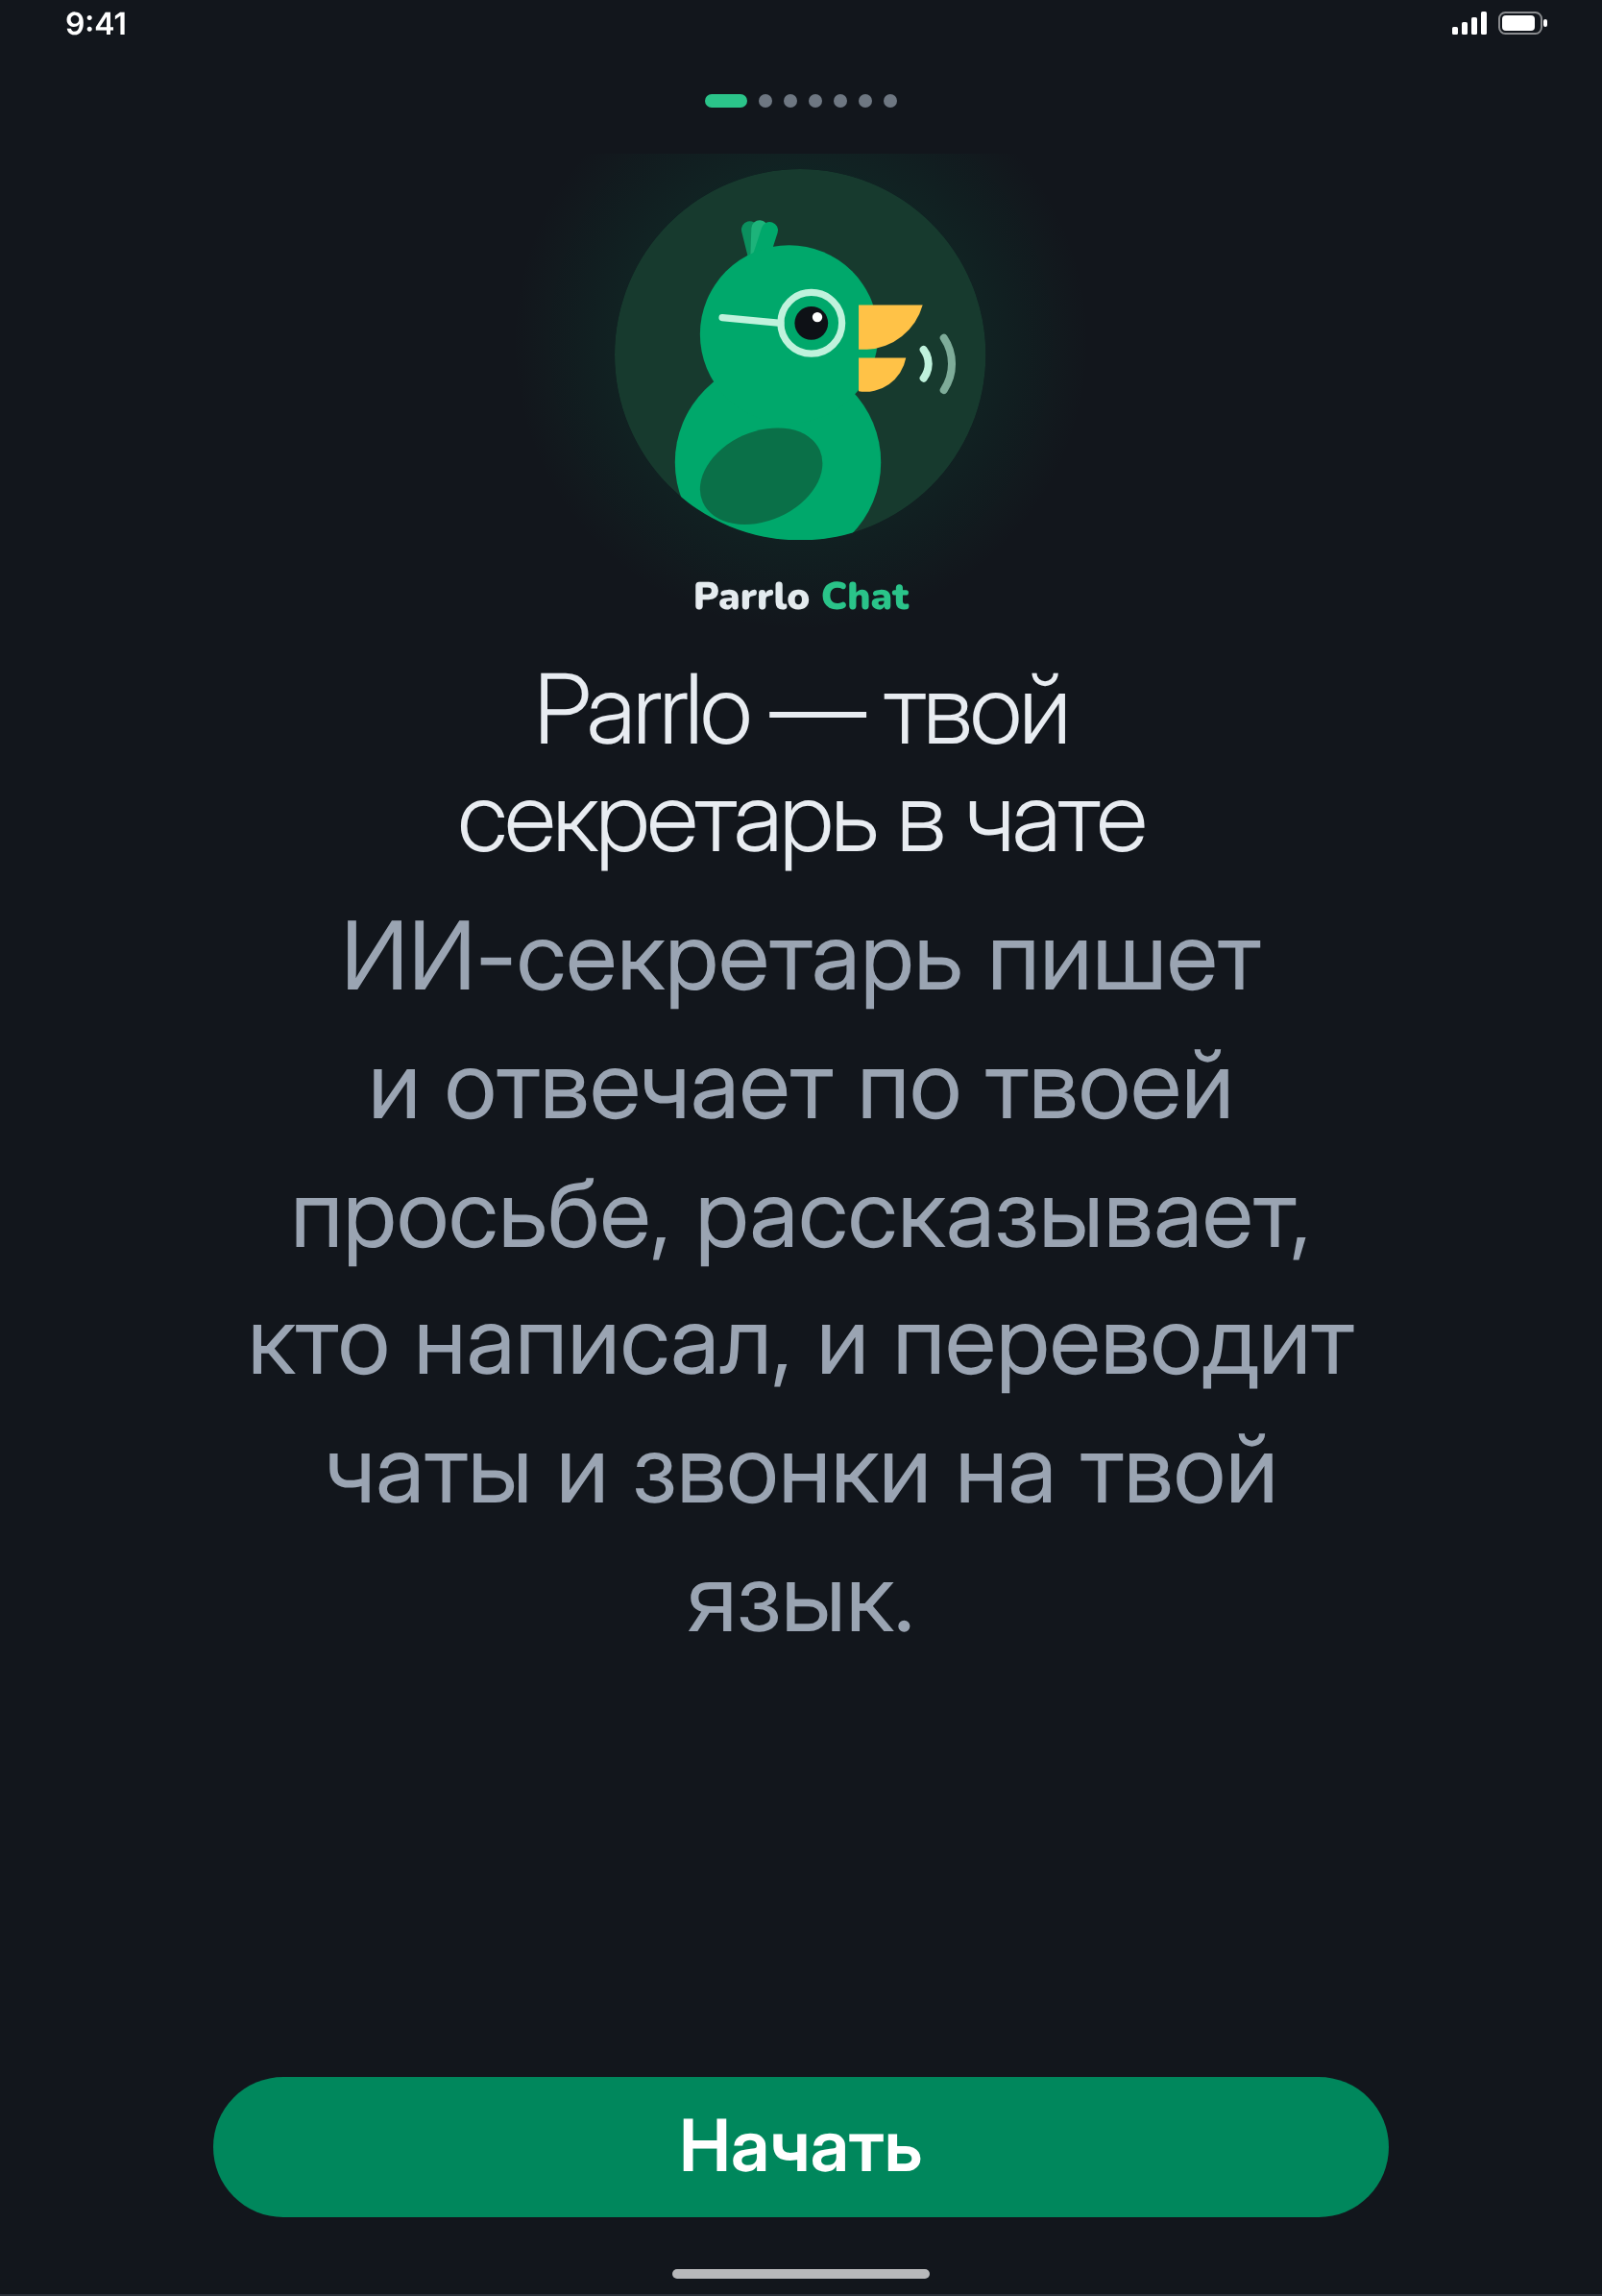 9:41
Parrlo Chat
Parrlo — твой
секретарь в чате
ИИ-секретарь пишет
и отвечает по твоей
просьбе, рассказывает,
кто написал, и переводит
чаты и звонки на твой
язык.
Начать